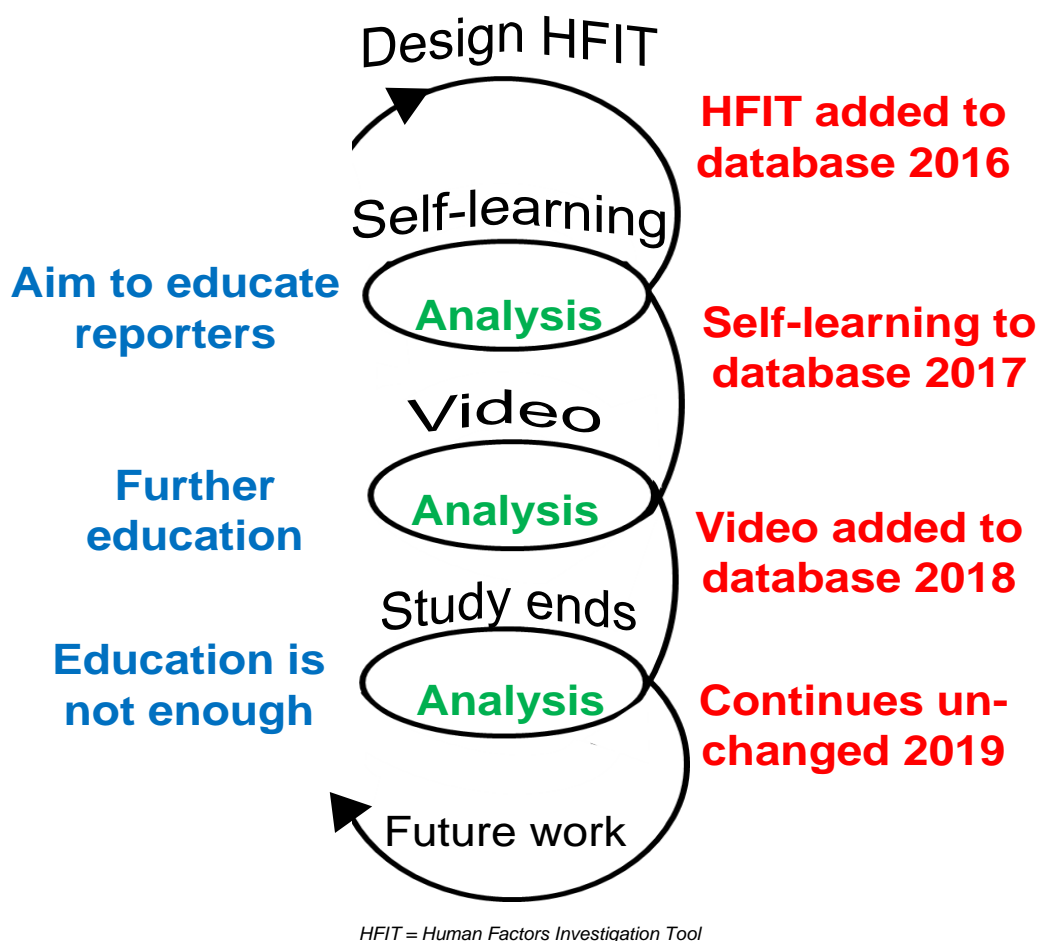 Design HFIT
HFIT added to
database 2016
Self-learning
Aim to educate
reporters
Analysis
Self-learning to
database 2017
Video
Further
education
Analysis
Video added to
database 2018
Study ends
Education is
not enough
Analysis
Continues un-
changed 2019
Future work
HFIT = Human Factors Investigation Tool